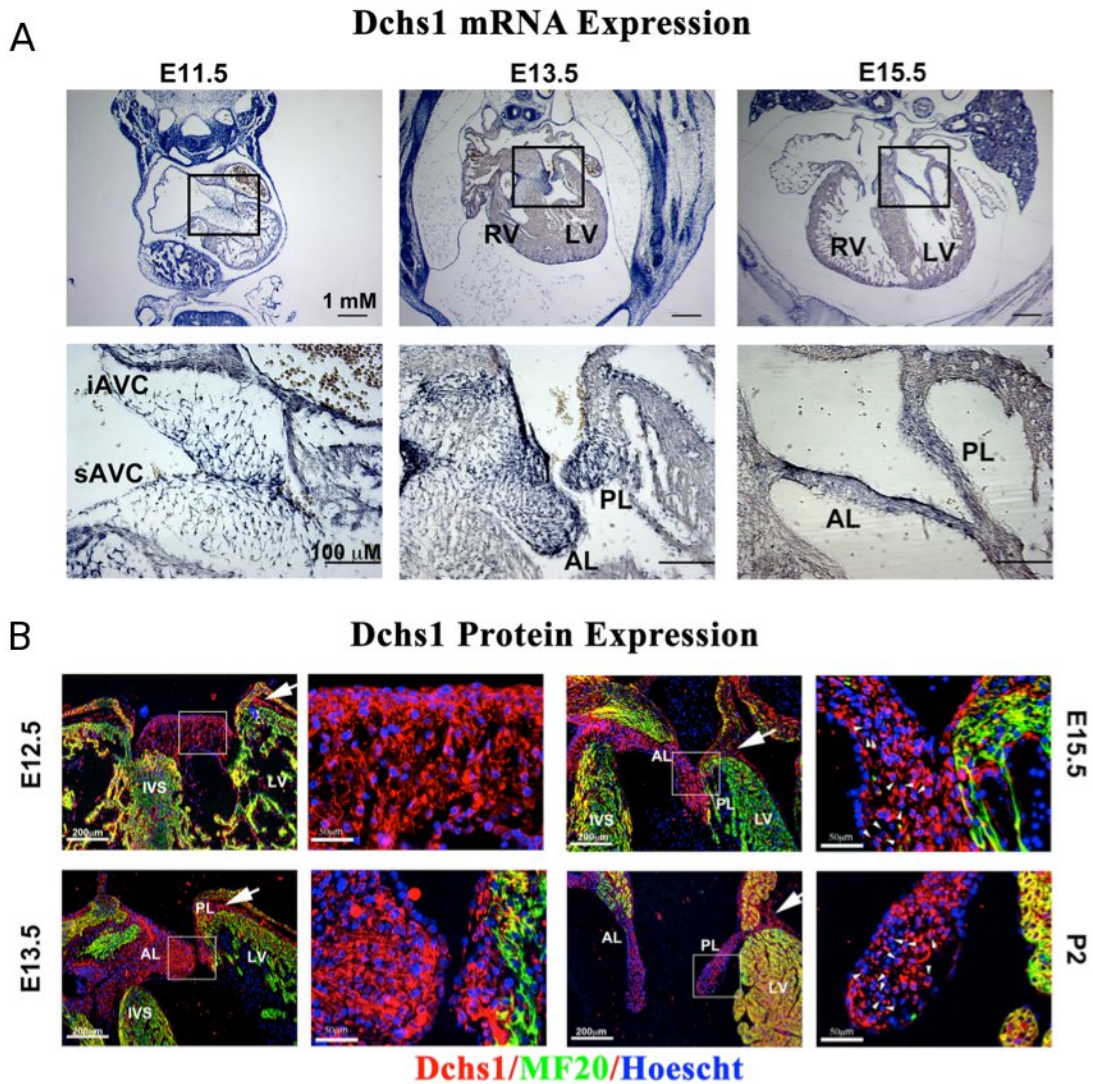 A
Dchs1 mRNA Expression
E11.5
E13.5
E15.5
1 mM
RV
LV
RV
LV
iAVC
sAVC
100 µM
PL
AL
PL
AL
B
Dchs1 Protein Expression
E12.5
IVS
LV
200µm
50µm
AL
PL
IVS
LV
200µm
50µm
E15.5
E13.5
PL
AL
LV
IVS
200µm
50µm
AL
PL
LV
200µm
50µm
P2
Dchs1/MF20/Hoescht